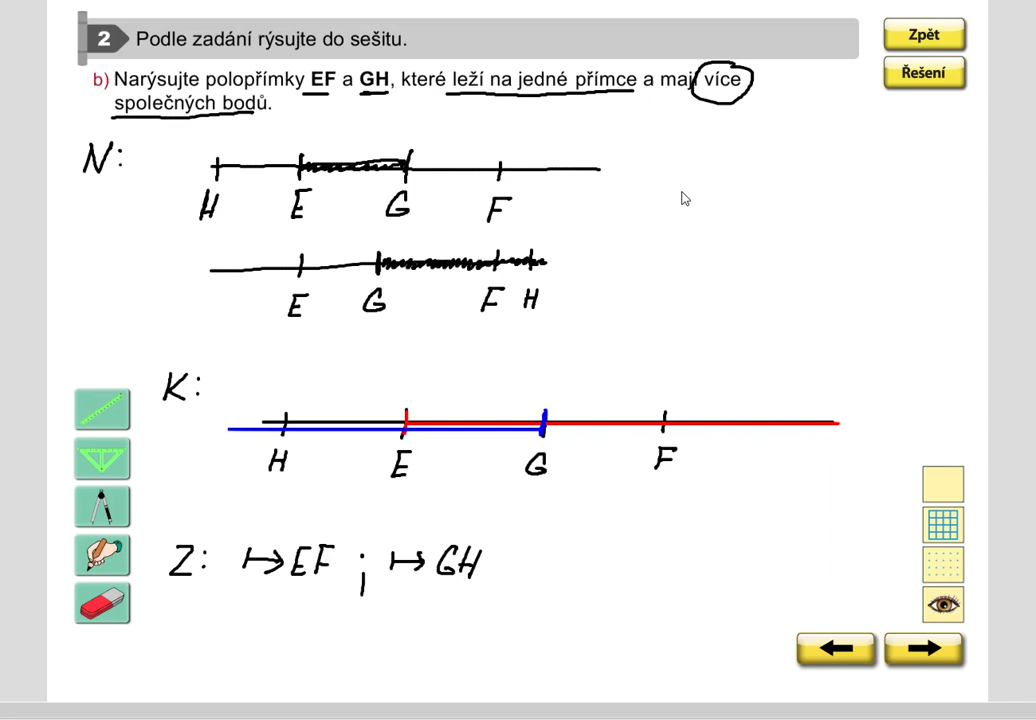 2 Podle zadání rýsujte do sešitu.
Zpět
b) Narýsujte polopřímky EF a GH, které leží na jedné přímce a mají více
Řešení
společných bodů.
N:
H E G F
E G F H
K:
H E G F
Z: ↦EF ; ↦GH